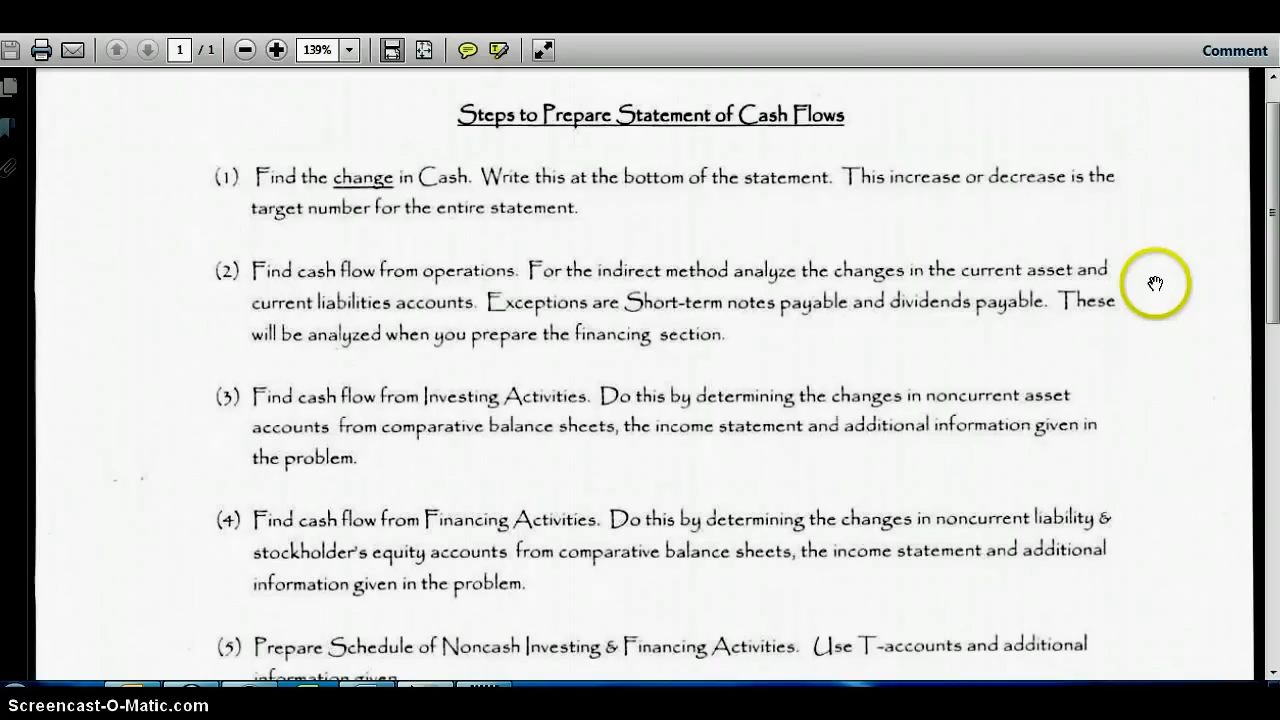 1 / 1 139% Comment
Steps to Prepare Statement of Cash Flows
(1) Find the change in Cash. Write this at the bottom of the statement. This increase or decrease is the
target number for the entire statement.
(2) Find cash flow from operations. For the indirect method analyze the changes in the current asset and
current liabilities accounts. Exceptions are Short-term notes payable and dividends payable. These
will be analyzed when you prepare the financing section.
(3) Find cash flow from Investing Activities. Do this by determining the changes in noncurrent asset
accounts from comparative balance sheets, the income statement and additional information given in
the problem.
(4) Find cash flow from Financing Activities. Do this by determining the changes in noncurrent liability &
stockholder's equity accounts from comparative balance sheets, the income statement and additional
information given in the problem.
(5) Prepare Schedule of Noncash Investing & Financing Activities. Use T-accounts and additional
information given
Screencast-O-Matic.com